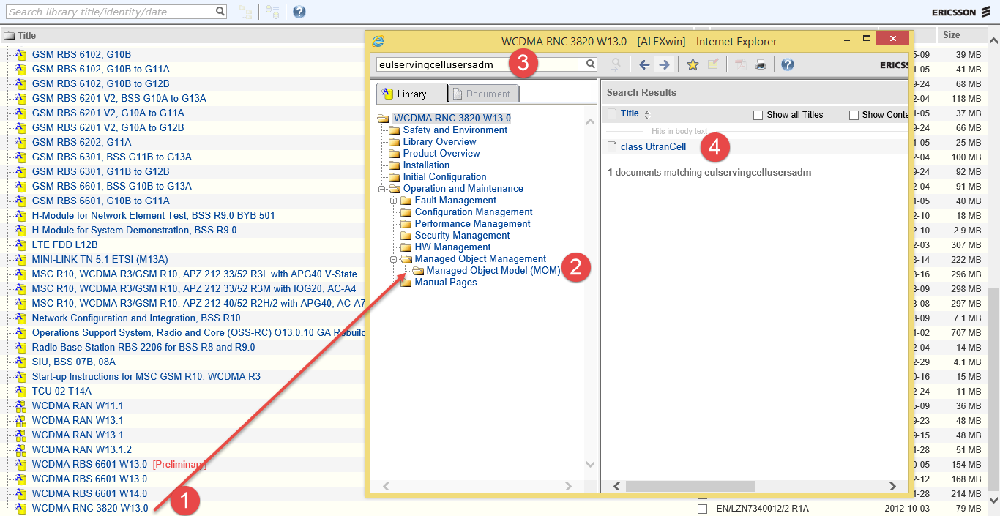 Search library title/identity/date
ERICSSON
Title
Size
GSM RBS 6102, G10B
GSM RBS 6102, G10B to G11A
GSM RBS 6102, G10B to G12B
GSM RBS 6201 V2, BSS G10A to G13A
GSM RBS 6201 V2, G10A to G11A
GSM RBS 6201 V2, G10A to G12B
GSM RBS 6202, G11A
GSM RBS 6301, BSS G11B to G13A
GSM RBS 6301, G11B to G12B
GSM RBS 6601, BSS G10B to G13A
GSM RBS 6601, G10B to G11A
H-Module for Network Element Test, BSS R9.0 BYB 501
H-Module for System Demonstration, BSS R9.0
LTE FDD L12B
MINI-LINK TN 5.1 ETSI (M13A)
MSC R10, WCDMA R3/GSM R10, APZ 212 33/52 R3L with APG40 V-State
MSC R10, WCDMA R3/GSM R10, APZ 212 33/52 R3M with IOG20, AC-A4
MSC R10, WCDMA R3/GSM R10, APZ 212 40/52 R2H/2 with APG40, AC-A7
Network Configuration and Integration, BSS R10
Operations Support System, Radio and Core (OSS-RC) O13.0.10 GA Rebuild
Radio Base Station RBS 2206 for BSS R8 and R9.0
SIU, BSS 07B, 08A
Start-up Instructions for MSC GSM R10, WCDMA R3
TCU 02 T14A
WCDMA RAN W11.1
WCDMA RAN W13.1
WCDMA RAN W13.1
WCDMA RAN W13.1.2
WCDMA RBS 6601 W13.0 [Preliminary]
WCDMA RBS 6601 W13.0
WCDMA RBS 6601 W14.0
WCDMA RNC 3820 W13.0
1
WCDMA RNC 3820 W13.0 - [ALEXwin] - Internet Explorer
eulservingcellusersadm
3
ERICSS
Library
Document
WCDMA RNC 3820 W13.0
Safety and Environment
Library Overview
Product Overview
Installation
Initial Configuration
Operation and Maintenance
Fault Management
Configuration Management
Performance Management
Security Management
HW Management
Managed Object Management
Managed Object Model (MOM)
2
Manual Pages
Search Results
Title
Show all Titles
Show Conte
Hits in body text
class UtranCell
4
1 documents matching eulservingcellusersadm
5-09 39 MB
1-05 41 MB
9-24 68 MB
2-04 118 MB
1-05 37 MB
9-24 66 MB
1-05 25 MB
2-04 100 MB
9-24 92 MB
2-04 91 MB
1-05 40 MB
2-10 18 MB
2-10 2.9 MB
2-03 307 MB
3-14 222 MB
3-16 296 MB
3-09 298 MB
3-08 297 MB
3-09 7.1 MB
1-02 707 MB
2-04 14 MB
2-29 4.1 MB
0-16 15 MB
2-24 11 MB
5-09 36 MB
9-23 48 MB
9-15 48 MB
1-28 51 MB
0-05 154 MB
2-12 168 MB
1-28 214 MB
EN/LZN7340012/2 R1A 2012-10-03 79 MB